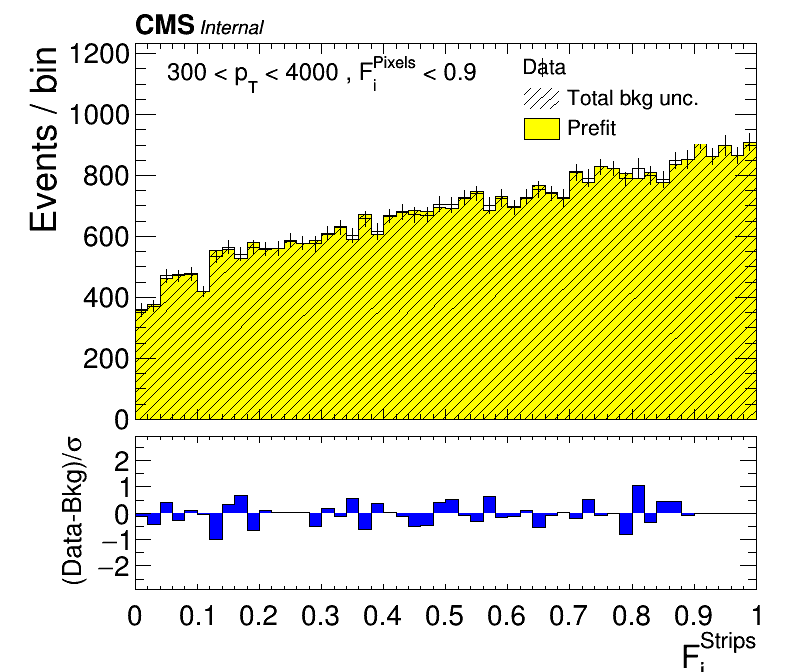 CMS Internal
300 < p_T < 4000 , F_i^Pixels < 0.9
Data
Total bkg unc.
Prefit
Events / bin
1200
1000
800
600
400
200
0
(Data-Bkg)/σ
2
1
0
−1
−2
0 0.1 0.2 0.3 0.4 0.5 0.6 0.7 0.8 0.9 1
F_i^Strips